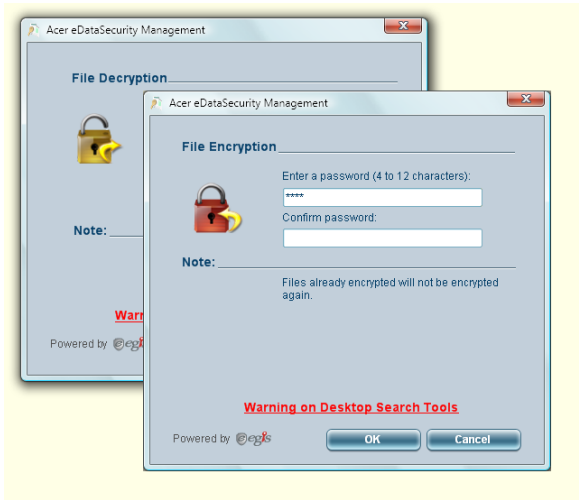 Acer eDataSecurity Management
File Decryption
Note:
Warr
Powered by egi
Acer eDataSecurity Management
File Encryption
Enter a password (4 to 12 characters):
****
Confirm password:
Note:
Files already encrypted will not be encrypted
again.
Warning on Desktop Search Tools
Powered by egis
OK
Cancel